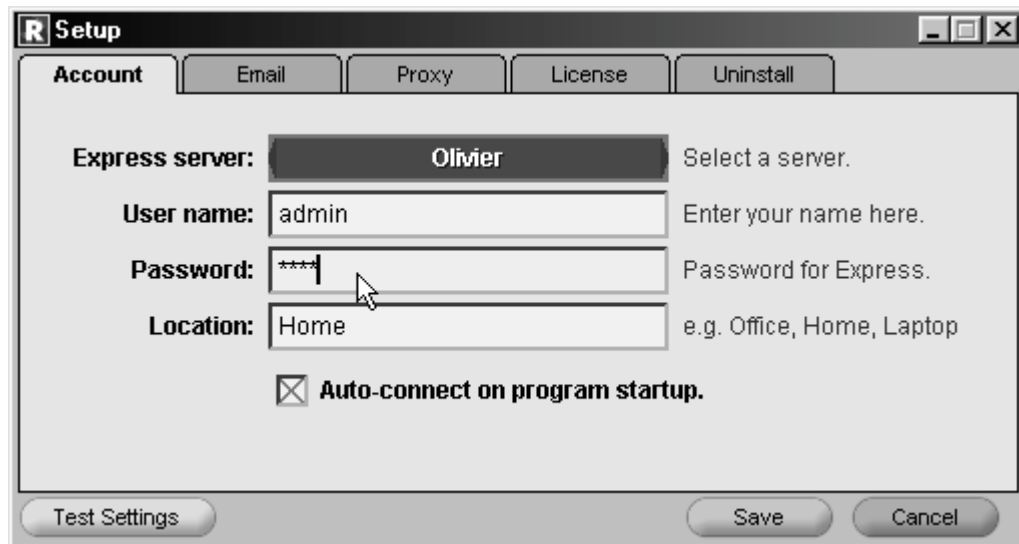 R Setup
Account Email Proxy License Uninstall
Express server: Olivier Select a server.
User name: admin Enter your name here.
Password: **** Password for Express.
Location: Home e.g. Office, Home, Laptop
Auto-connect on program startup.
Test Settings Save Cancel